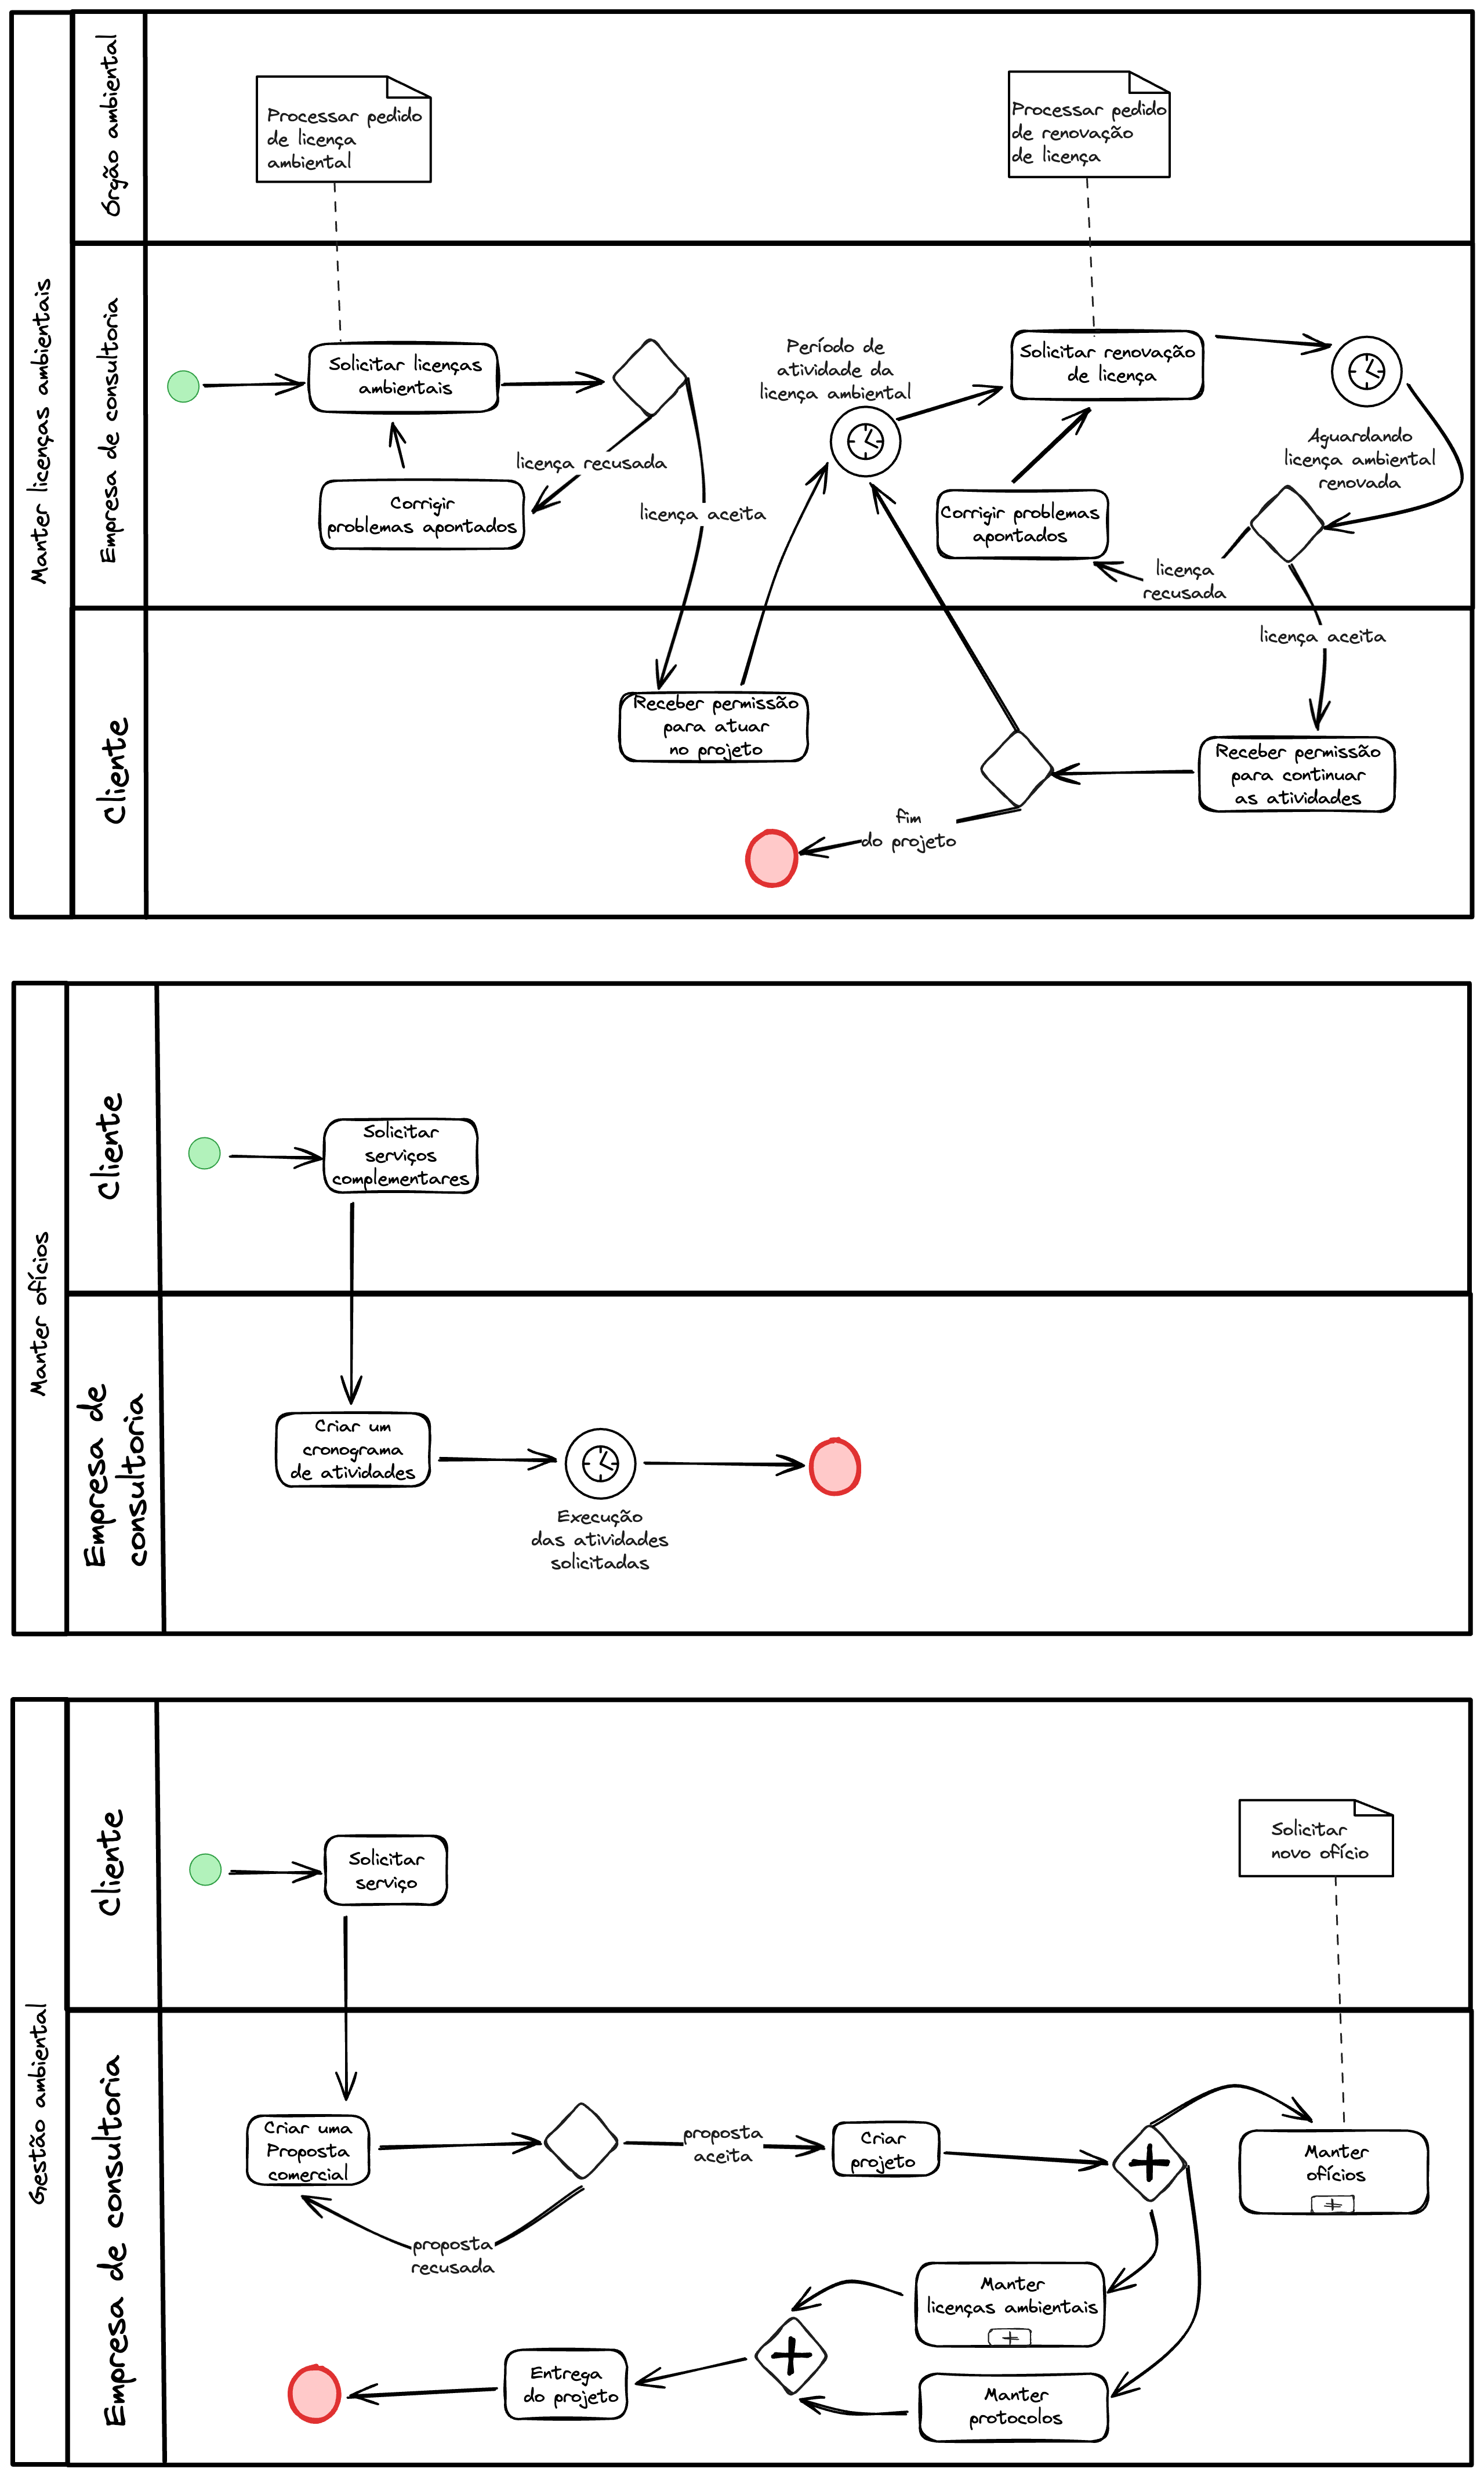 Manter licenças ambientais
Órgão ambiental
Processar pedido
de licença
ambiental
Processar pedido
de renovação
de licença
Empresa de consultoria
Solicitar licenças
ambientais
licença recusada
Corrigir
problemas apontados
licença aceita
Período de
atividade da
licença ambiental
Solicitar renovação
de licença
Aguardando
licença ambiental
renovada
Corrigir problemas
apontados
licença
recusada
licença aceita
Cliente
Receber permissão
para atuar
no projeto
Receber permissão
para continuar
as atividades
fim
do projeto
Manter ofícios
Cliente
Solicitar
serviços
complementares
Empresa de
consultoria
Criar um
cronograma
de atividades
Execução
das atividades
solicitadas
Gestão ambiental
Cliente
Solicitar
serviço
Solicitar
novo ofício
Empresa de consultoria
Criar uma
Proposta
comercial
proposta
aceita
proposta
recusada
Criar
projeto
Manter
ofícios
Manter
licenças ambientais
Manter
protocolos
Entrega
do projeto